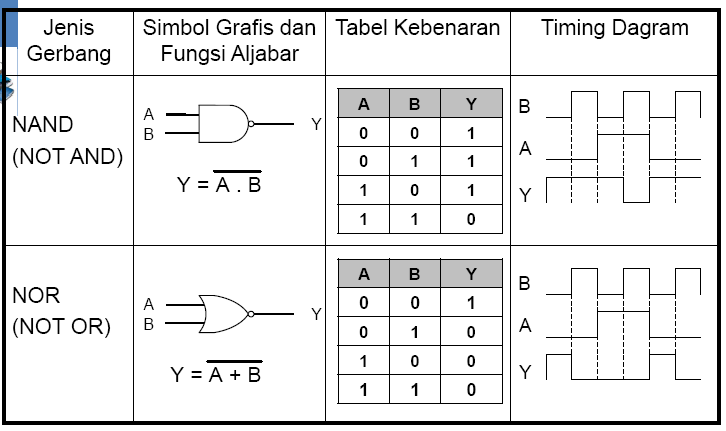 Jenis Gerbang
Simbol Grafis dan Fungsi Aljabar
Tabel Kebenaran
Timing Dagram
NAND
(NOT AND)
A
B
Y
Y = A . B
A B Y
0 0 1
0 1 1
1 0 1
1 1 0
B
A
Y
NOR
(NOT OR)
A
B
Y
Y = A + B
A B Y
0 0 1
0 1 0
1 0 0
1 1 0
B
A
Y